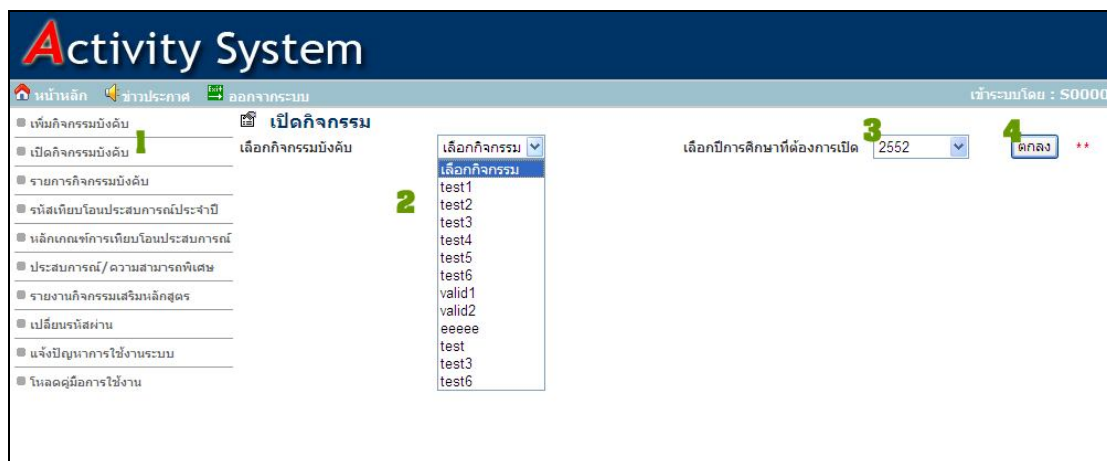 Activity System
หน้าหลัก ข่าวประกาศ ออกจากระบบ เข้าระบบโดย : S0000
เพิ่มกิจกรรมบังคับ
เปิดกิจกรรมบังคับ 1
รายการกิจกรรมบังคับ
รหัสเทียบโอนประสบการณ์ประจำปี
หลักเกณฑ์การเทียบโอนประสบการณ์
ประสบการณ์/ความสามารถพิเศษ
รายงานกิจกรรมเสริมหลักสูตร
เปลี่ยนรหัสผ่าน
แจ้งปัญหาการใช้งานระบบ
โหลดคู่มือการใช้งาน
เปิดกิจกรรม
เลือกกิจกรรมบังคับ เลือกกิจกรรม เลือกปีการศึกษาที่ต้องการเปิด 3 2552 4 ตกลง **
2
เลือกกิจกรรม
test1
test2
test3
test4
test5
test6
valid1
valid2
eeeee
test
test3
test6